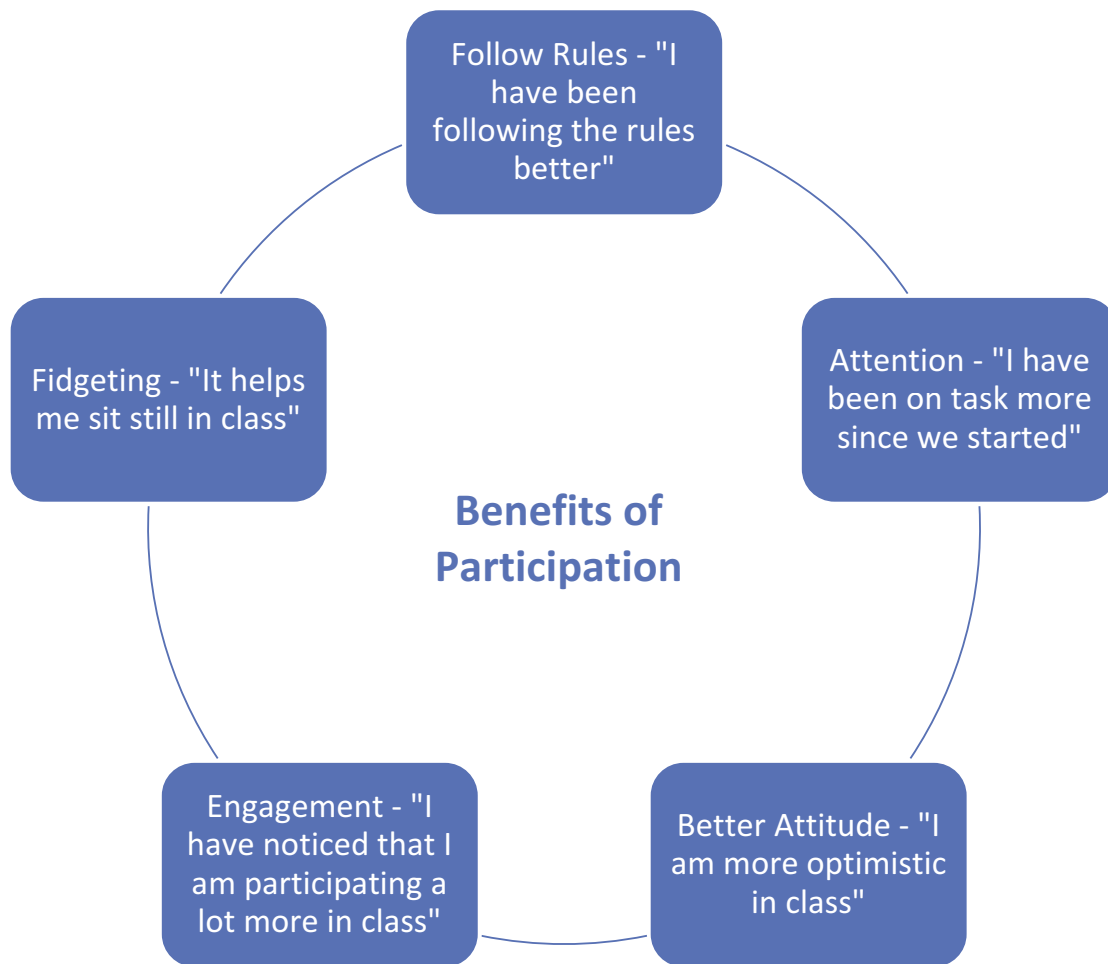 Follow Rules - "I
have been
following the rules
better"
Attention - "I have
been on task more
since we started"
Better Attitude - "I
am more optimistic
in class"
Engagement - "I
have noticed that I
am participating a
lot more in class"
Fidgeting - "It helps
me sit still in class"
Benefits of
Participation